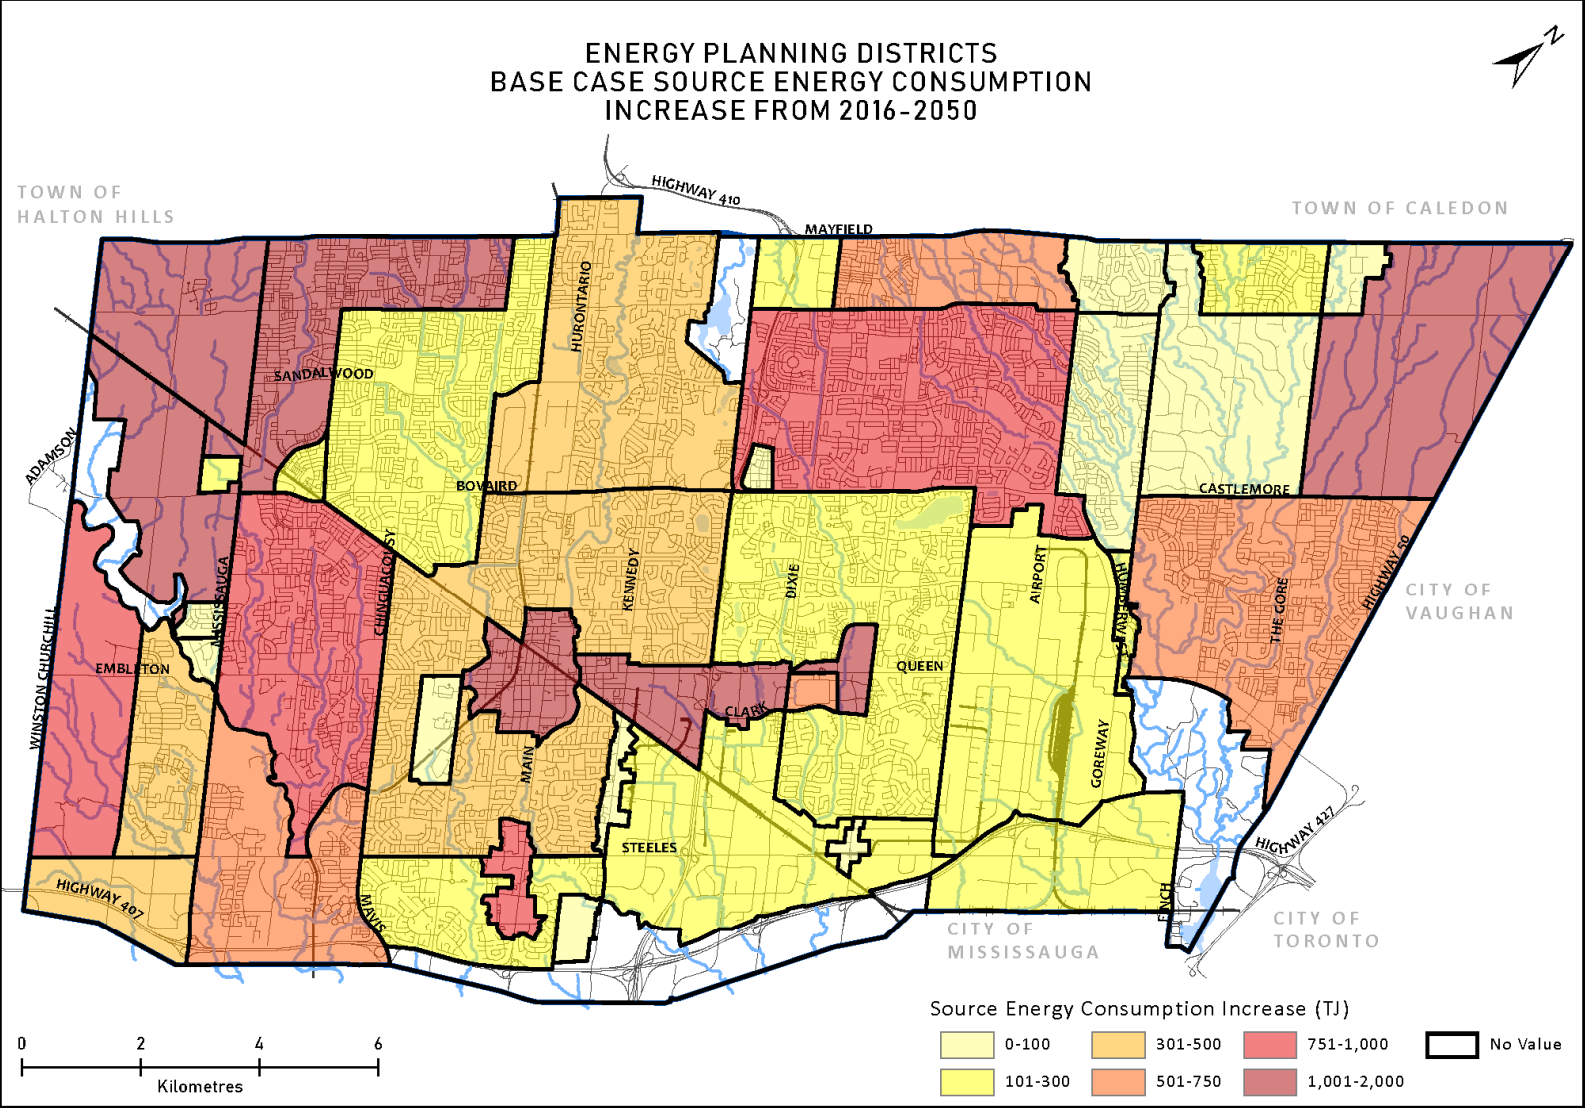 ENERGY PLANNING DISTRICTS
BASE CASE SOURCE ENERGY CONSUMPTION
INCREASE FROM 2016-2050
N
TOWN OF
HALTON HILLS
HIGHWAY 410
MAYFIELD
TOWN OF CALEDON
HURONTARIO
SANDALWOOD
ADAMSON
BOVAIRD
CASTLEMORE
MISSISSAUGA
CHINGUACOUSY
KENNEDY
DIXIE
AIRPORT
HUMBERWEST
THE GORE
HIGHWAY 50
CITY OF
VAUGHAN
WINSTON CHURCHILL
EMBLETON
QUEEN
CLARK
MAIN
GOREWAY
STEELES
HIGHWAY 427
HIGHWAY 407
MAVIS
FINCH
CITY OF
MISSISSAUGA
CITY OF
TORONTO
Source Energy Consumption Increase (TJ)
0-100
301-500
751-1,000
No Value
101-300
501-750
1,001-2,000
0 2 4 6
Kilometres